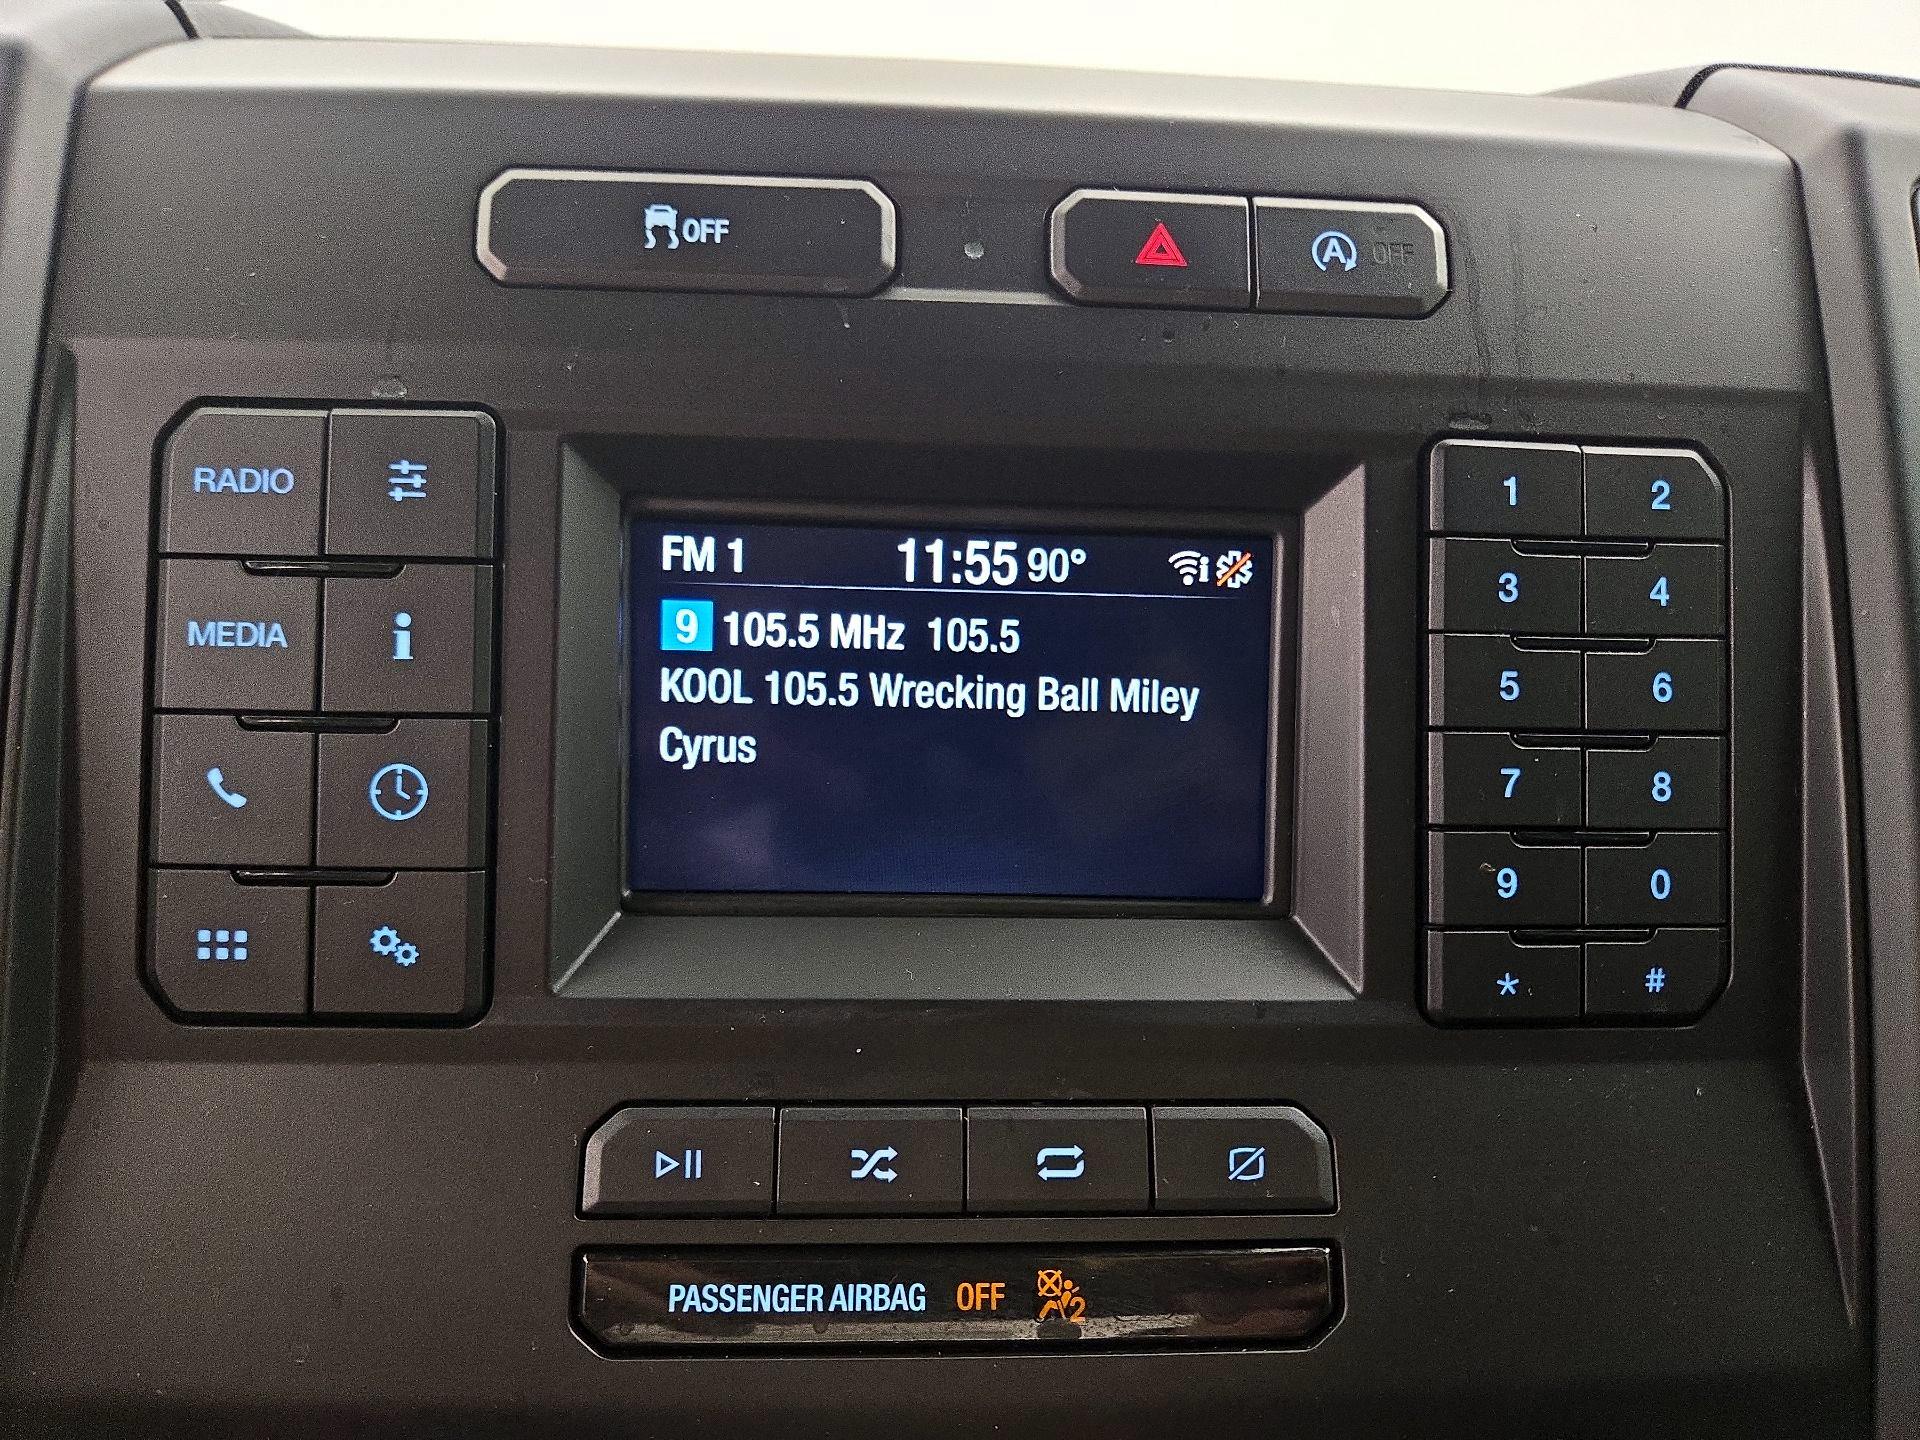 OFF
A OFF
RADIO
MEDIA
i
FM 1 11:55 90°
9 105.5 MHz 105.5
KOOL 105.5 Wrecking Ball Miley
Cyrus
1 2
3 4
5 6
7 8
9 0
* #
PASSENGER AIRBAG OFF 2